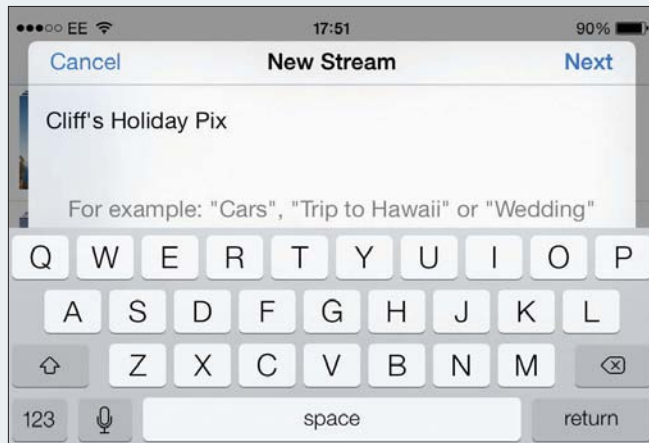 EE 17:51 90%
Cancel New Stream Next
Cliff's Holiday Pix
For example: "Cars", "Trip to Hawaii" or "Wedding"
Q W E R T Y U I O P
A S D F G H J K L
Z X C V B N M
123 space return